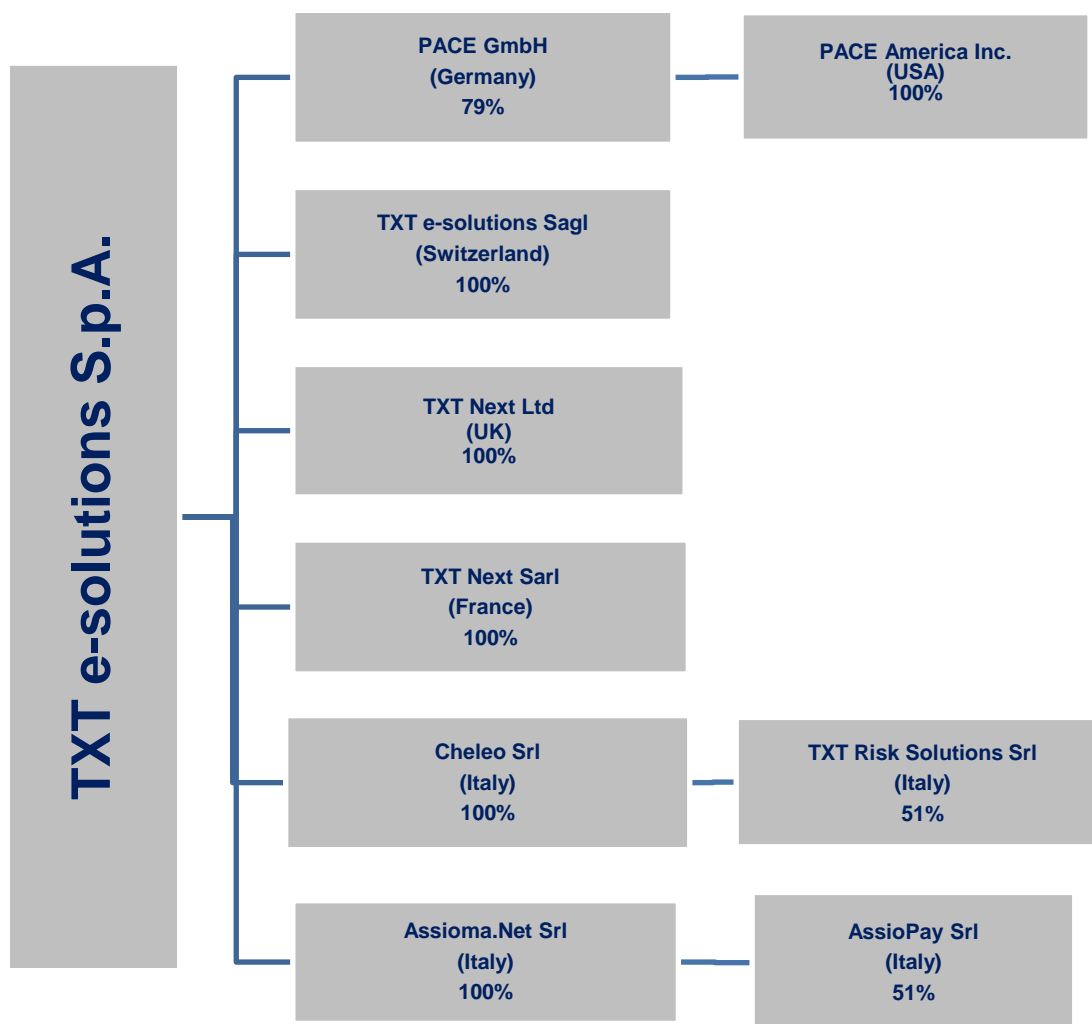 TXT e-solutions S.p.A.
PACE GmbH
(Germany)
79%
PACE America Inc.
(USA)
100%
TXT e-solutions Sagl
(Switzerland)
100%
TXT Next Ltd
(UK)
100%
TXT Next Sarl
(France)
100%
Cheleo Srl
(Italy)
100%
TXT Risk Solutions Srl
(Italy)
51%
Assioma.Net Srl
(Italy)
100%
AssioPay Srl
(Italy)
51%